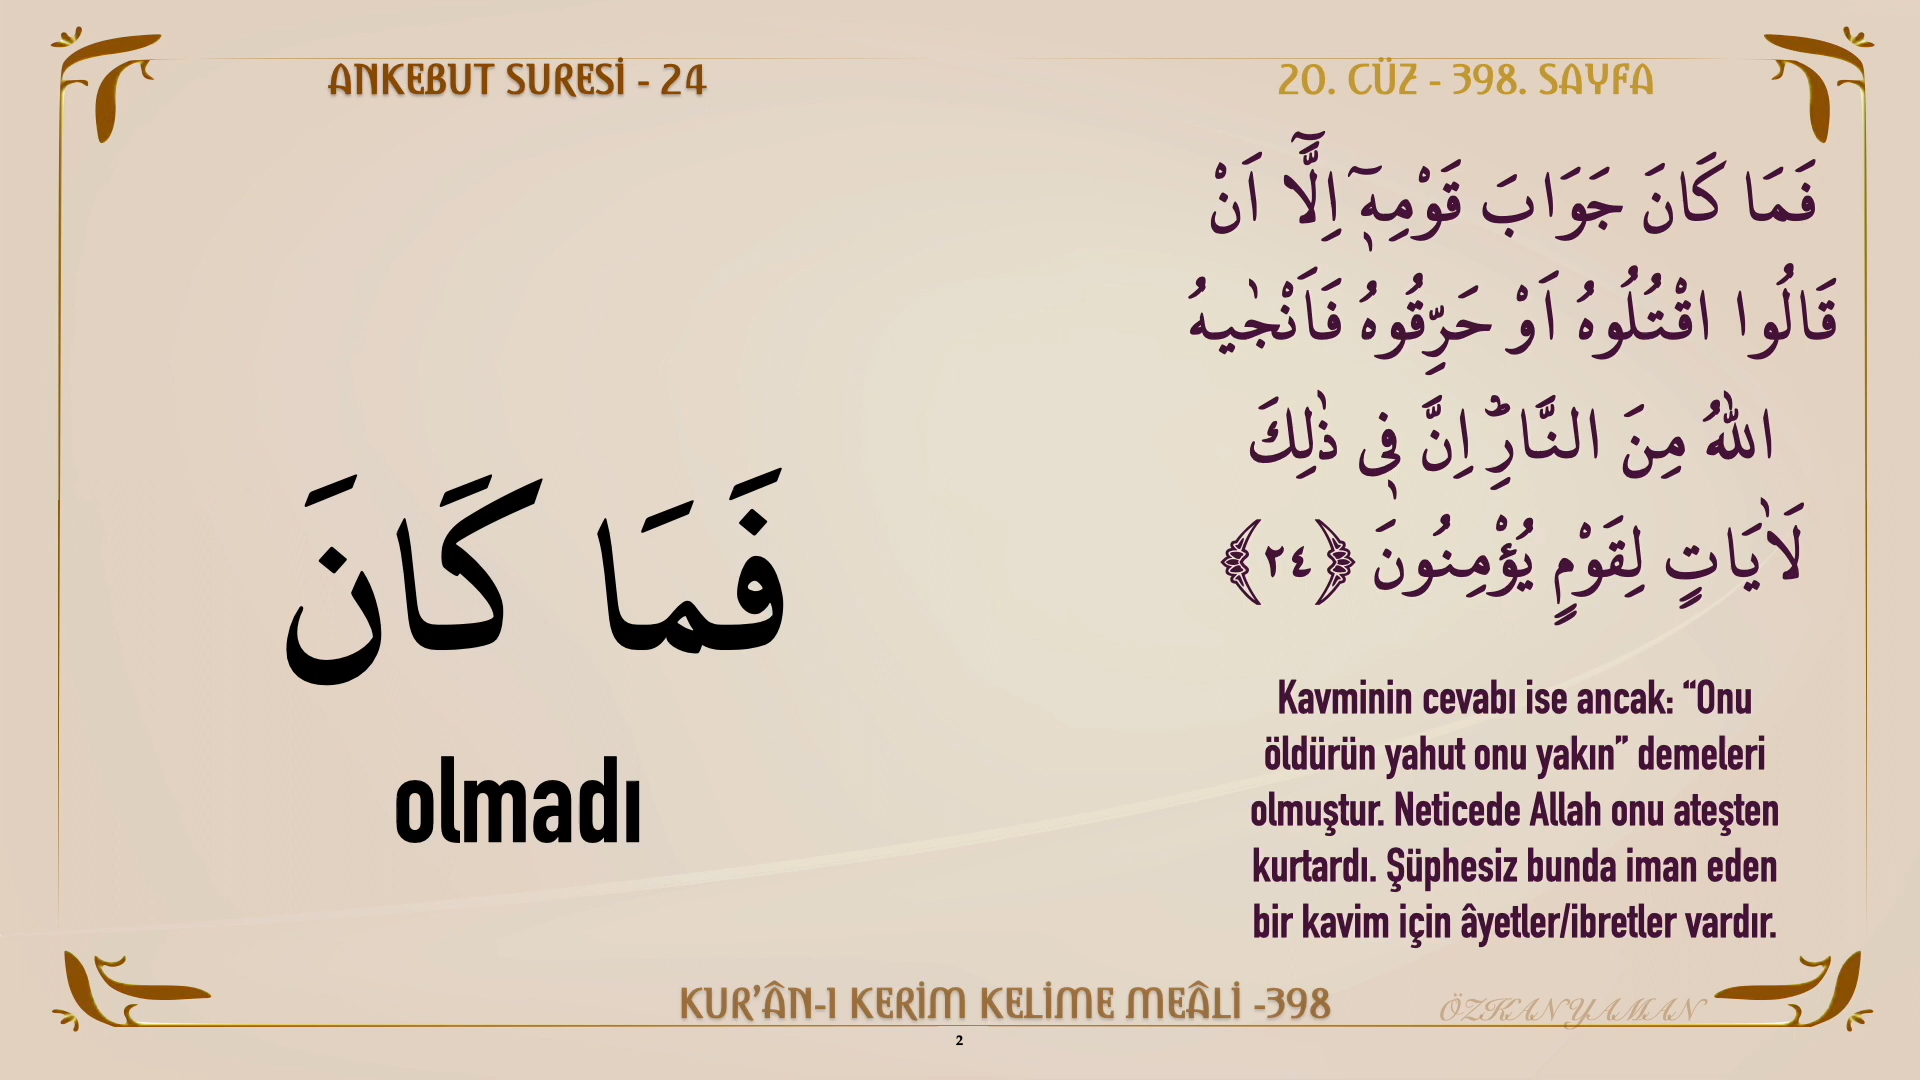 ANKEBUT SURESİ - 24
20. CÜZ - 398. SAYFA
فَمَا كَانَ جَوَابَ قَوْمِه۪ٓ اِلَّٓا اَنْ
قَالُوا اقْتُلُوهُ اَوْ حَرِّقُوهُ فَاَنْجٰيهُ
اللّٰهُ مِنَ النَّارِۜ اِنَّ ف۪ي ذٰلِكَ
لَاٰيَاتٍ لِقَوْمٍ يُؤْمِنُونَ ﴿٢٤﴾
فَمَا كَانَ
olmadı
Kavminin cevabı ise ancak: “Onu
öldürün yahut onu yakın” demeleri
olmuştur. Neticede Allah onu ateşten
kurtardı. Şüphesiz bunda iman eden
bir kavim için âyetler/ibretler vardır.
KUR’ÂN-I KERİM KELİME MEÂLİ -398
ÖZKAN YAMAN
2